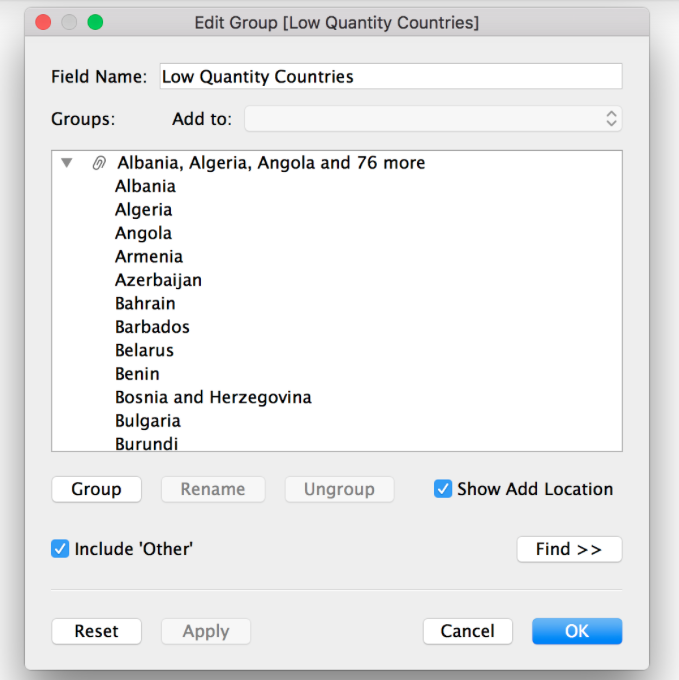 Edit Group [Low Quantity Countries]
Field Name: Low Quantity Countries
Groups: Add to:
Albania, Algeria, Angola and 76 more
Albania
Algeria
Angola
Armenia
Azerbaijan
Bahrain
Barbados
Belarus
Benin
Bosnia and Herzegovina
Bulgaria
Burundi
Group Rename Ungroup Show Add Location
Include 'Other' Find >>
Reset Apply Cancel OK